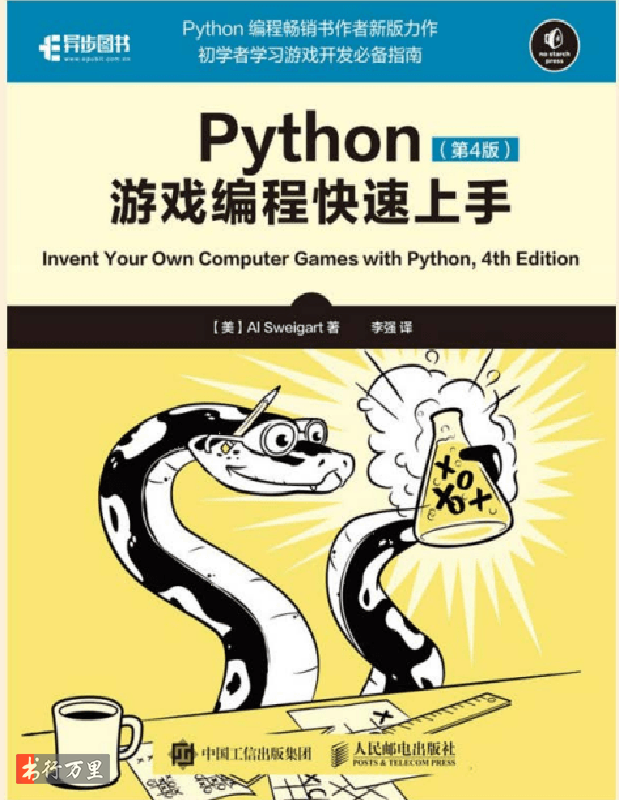 异步图书
www.epubit.com.cn
Python 编程畅销书作者新版力作
初学者学习游戏开发必备指南
no starch
press
Python
(第4版)
游戏编程快速上手
Invent Your Own Computer Games with Python, 4th Edition
【美】Al Sweigart 著 李强 译
X O
X O X
书行万里
中国工信出版集团
人民邮电出版社
POSTS & TELECOM PRESS